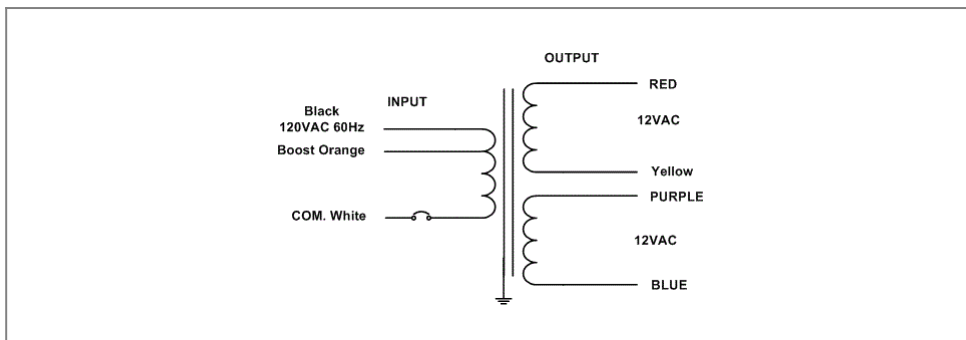 OUTPUT
RED
INPUT
Black
120VAC 60Hz
12VAC
Boost Orange
Yellow
PURPLE
COM. White
12VAC
BLUE